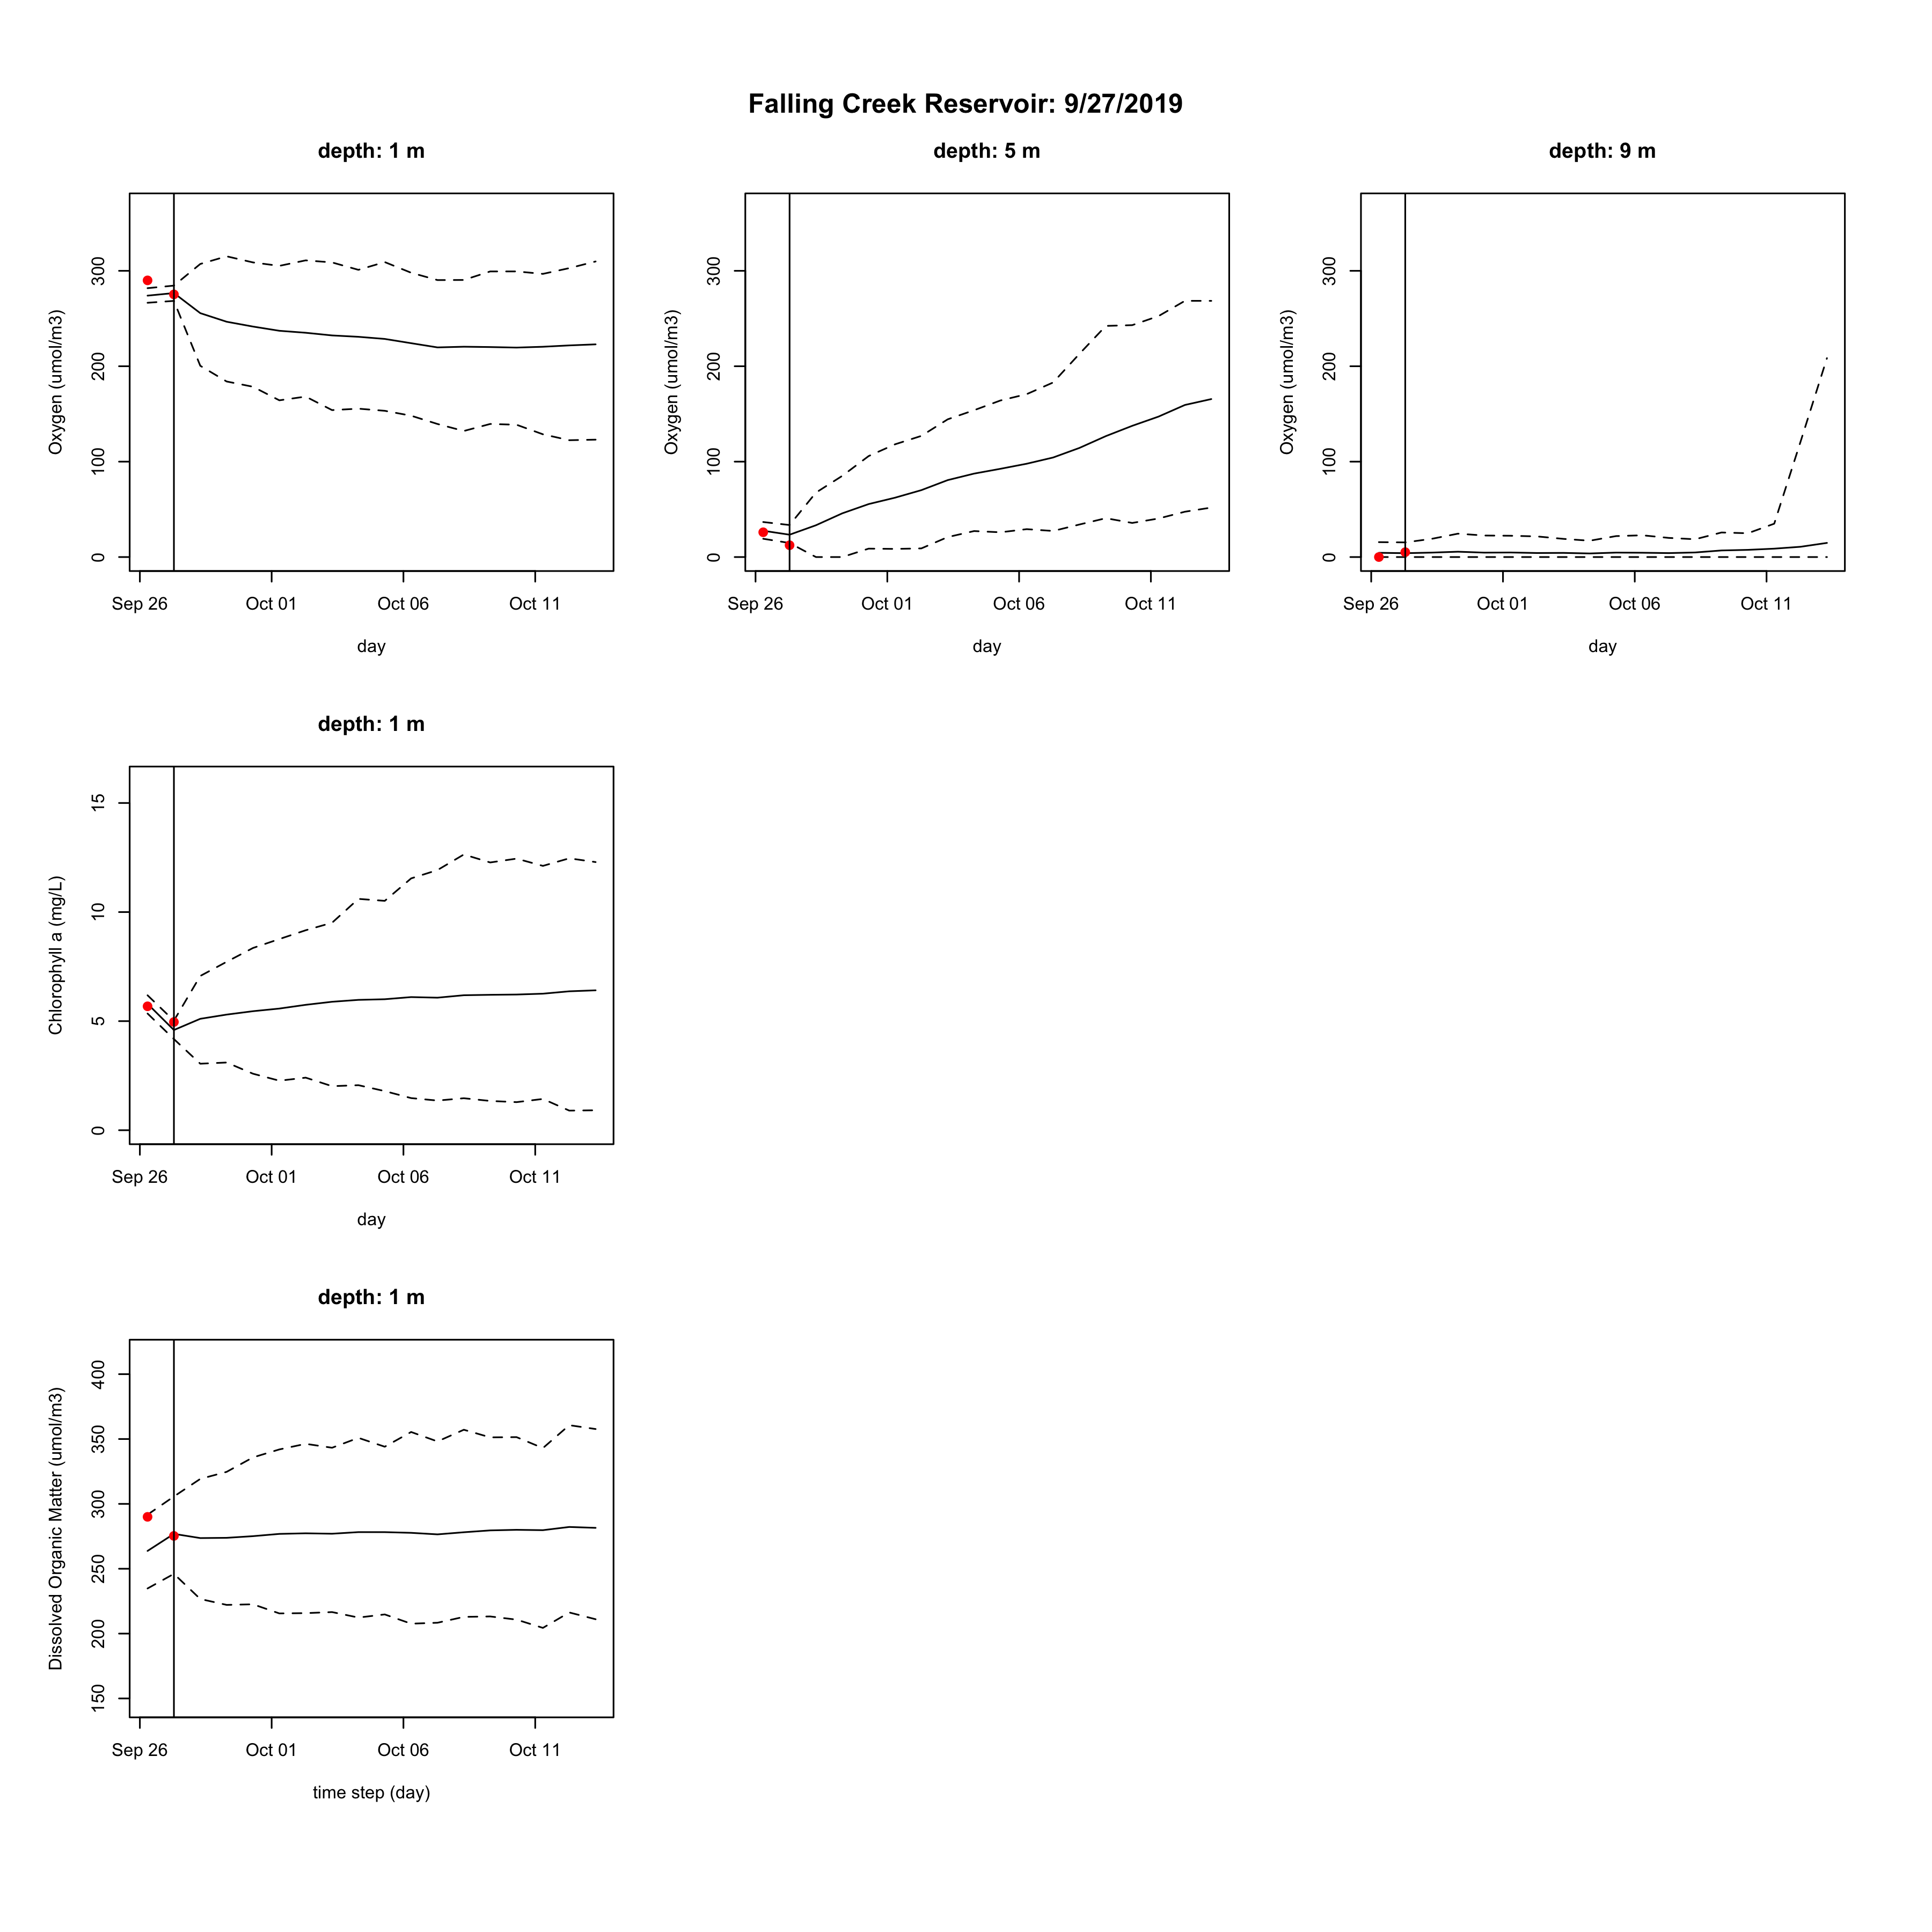 Falling Creek Reservoir: 9/27/2019
depth: 1 m
Oxygen (umol/m3)
300
200
100
0
Sep 26 Oct 01 Oct 06 Oct 11
day
depth: 5 m
Oxygen (umol/m3)
300
200
100
0
Sep 26 Oct 01 Oct 06 Oct 11
day
depth: 9 m
Oxygen (umol/m3)
300
200
100
0
Sep 26 Oct 01 Oct 06 Oct 11
day
depth: 1 m
Chlorophyll a (mg/L)
15
10
5
0
Sep 26 Oct 01 Oct 06 Oct 11
day
depth: 1 m
Dissolved Organic Matter (umol/m3)
400
350
300
250
200
150
Sep 26 Oct 01 Oct 06 Oct 11
time step (day)